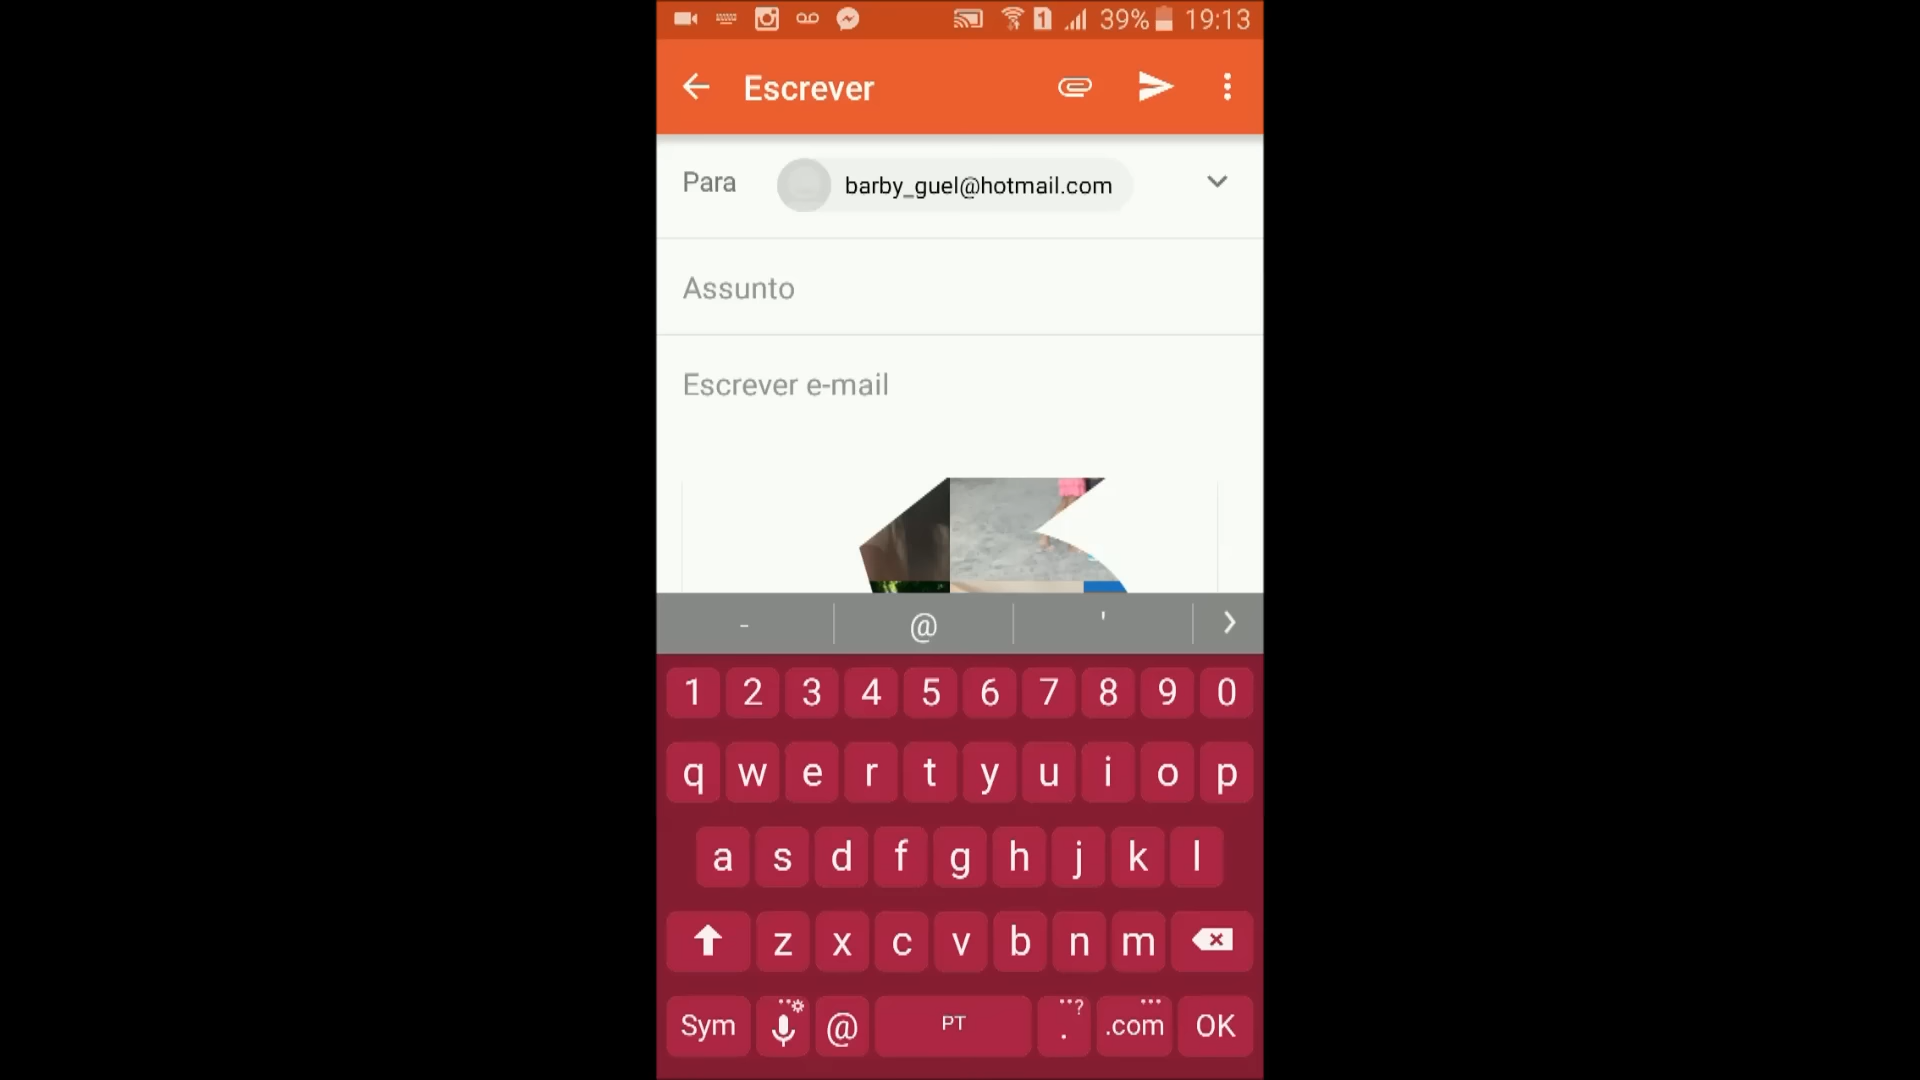 1 39% 19:13
Escrever
Para barby_guel@hotmail.com
Assunto
Escrever e-mail
- @ '
1 2 3 4 5 6 7 8 9 0
q w e r t y u i o p
a s d f g h j k l
z x c v b n m
Sym @ PT . ? .com OK